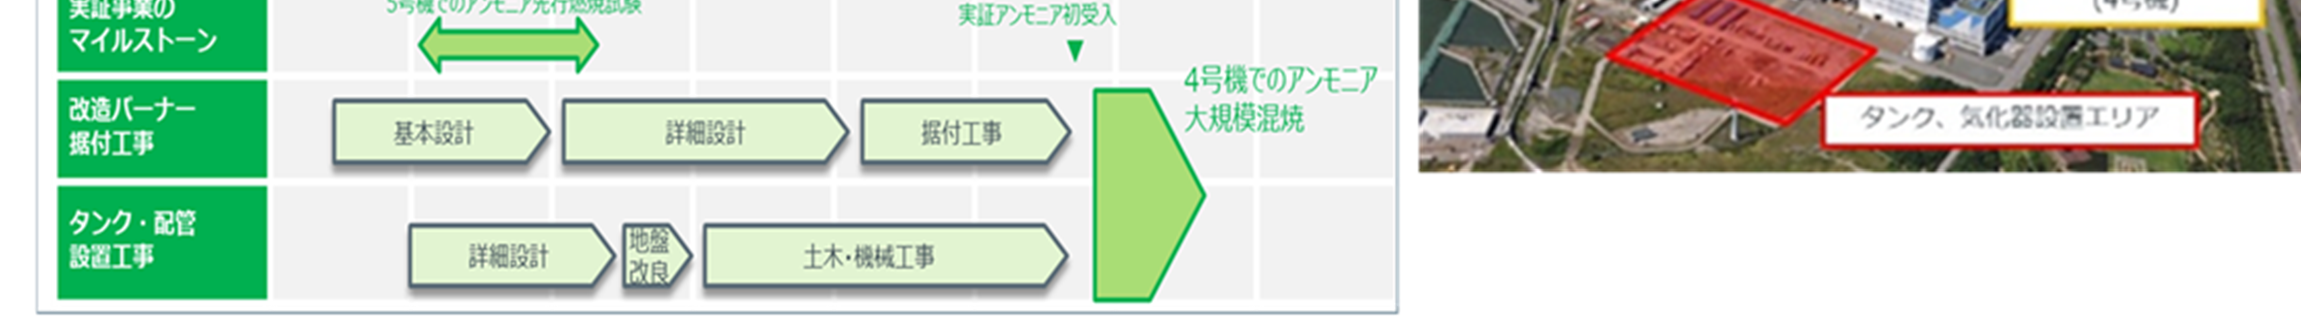 実証事業の
マイルストーン
5号機でのアンモニア先行燃焼試験
実証アンモニア初受入
▼
改造バーナー
据付工事
基本設計
詳細設計
据付工事
4号機でのアンモニア
大規模混焼
タンク・配管
設置工事
詳細設計
地盤
改良
土木・機械工事
(4号機)
タンク、気化器設置エリア